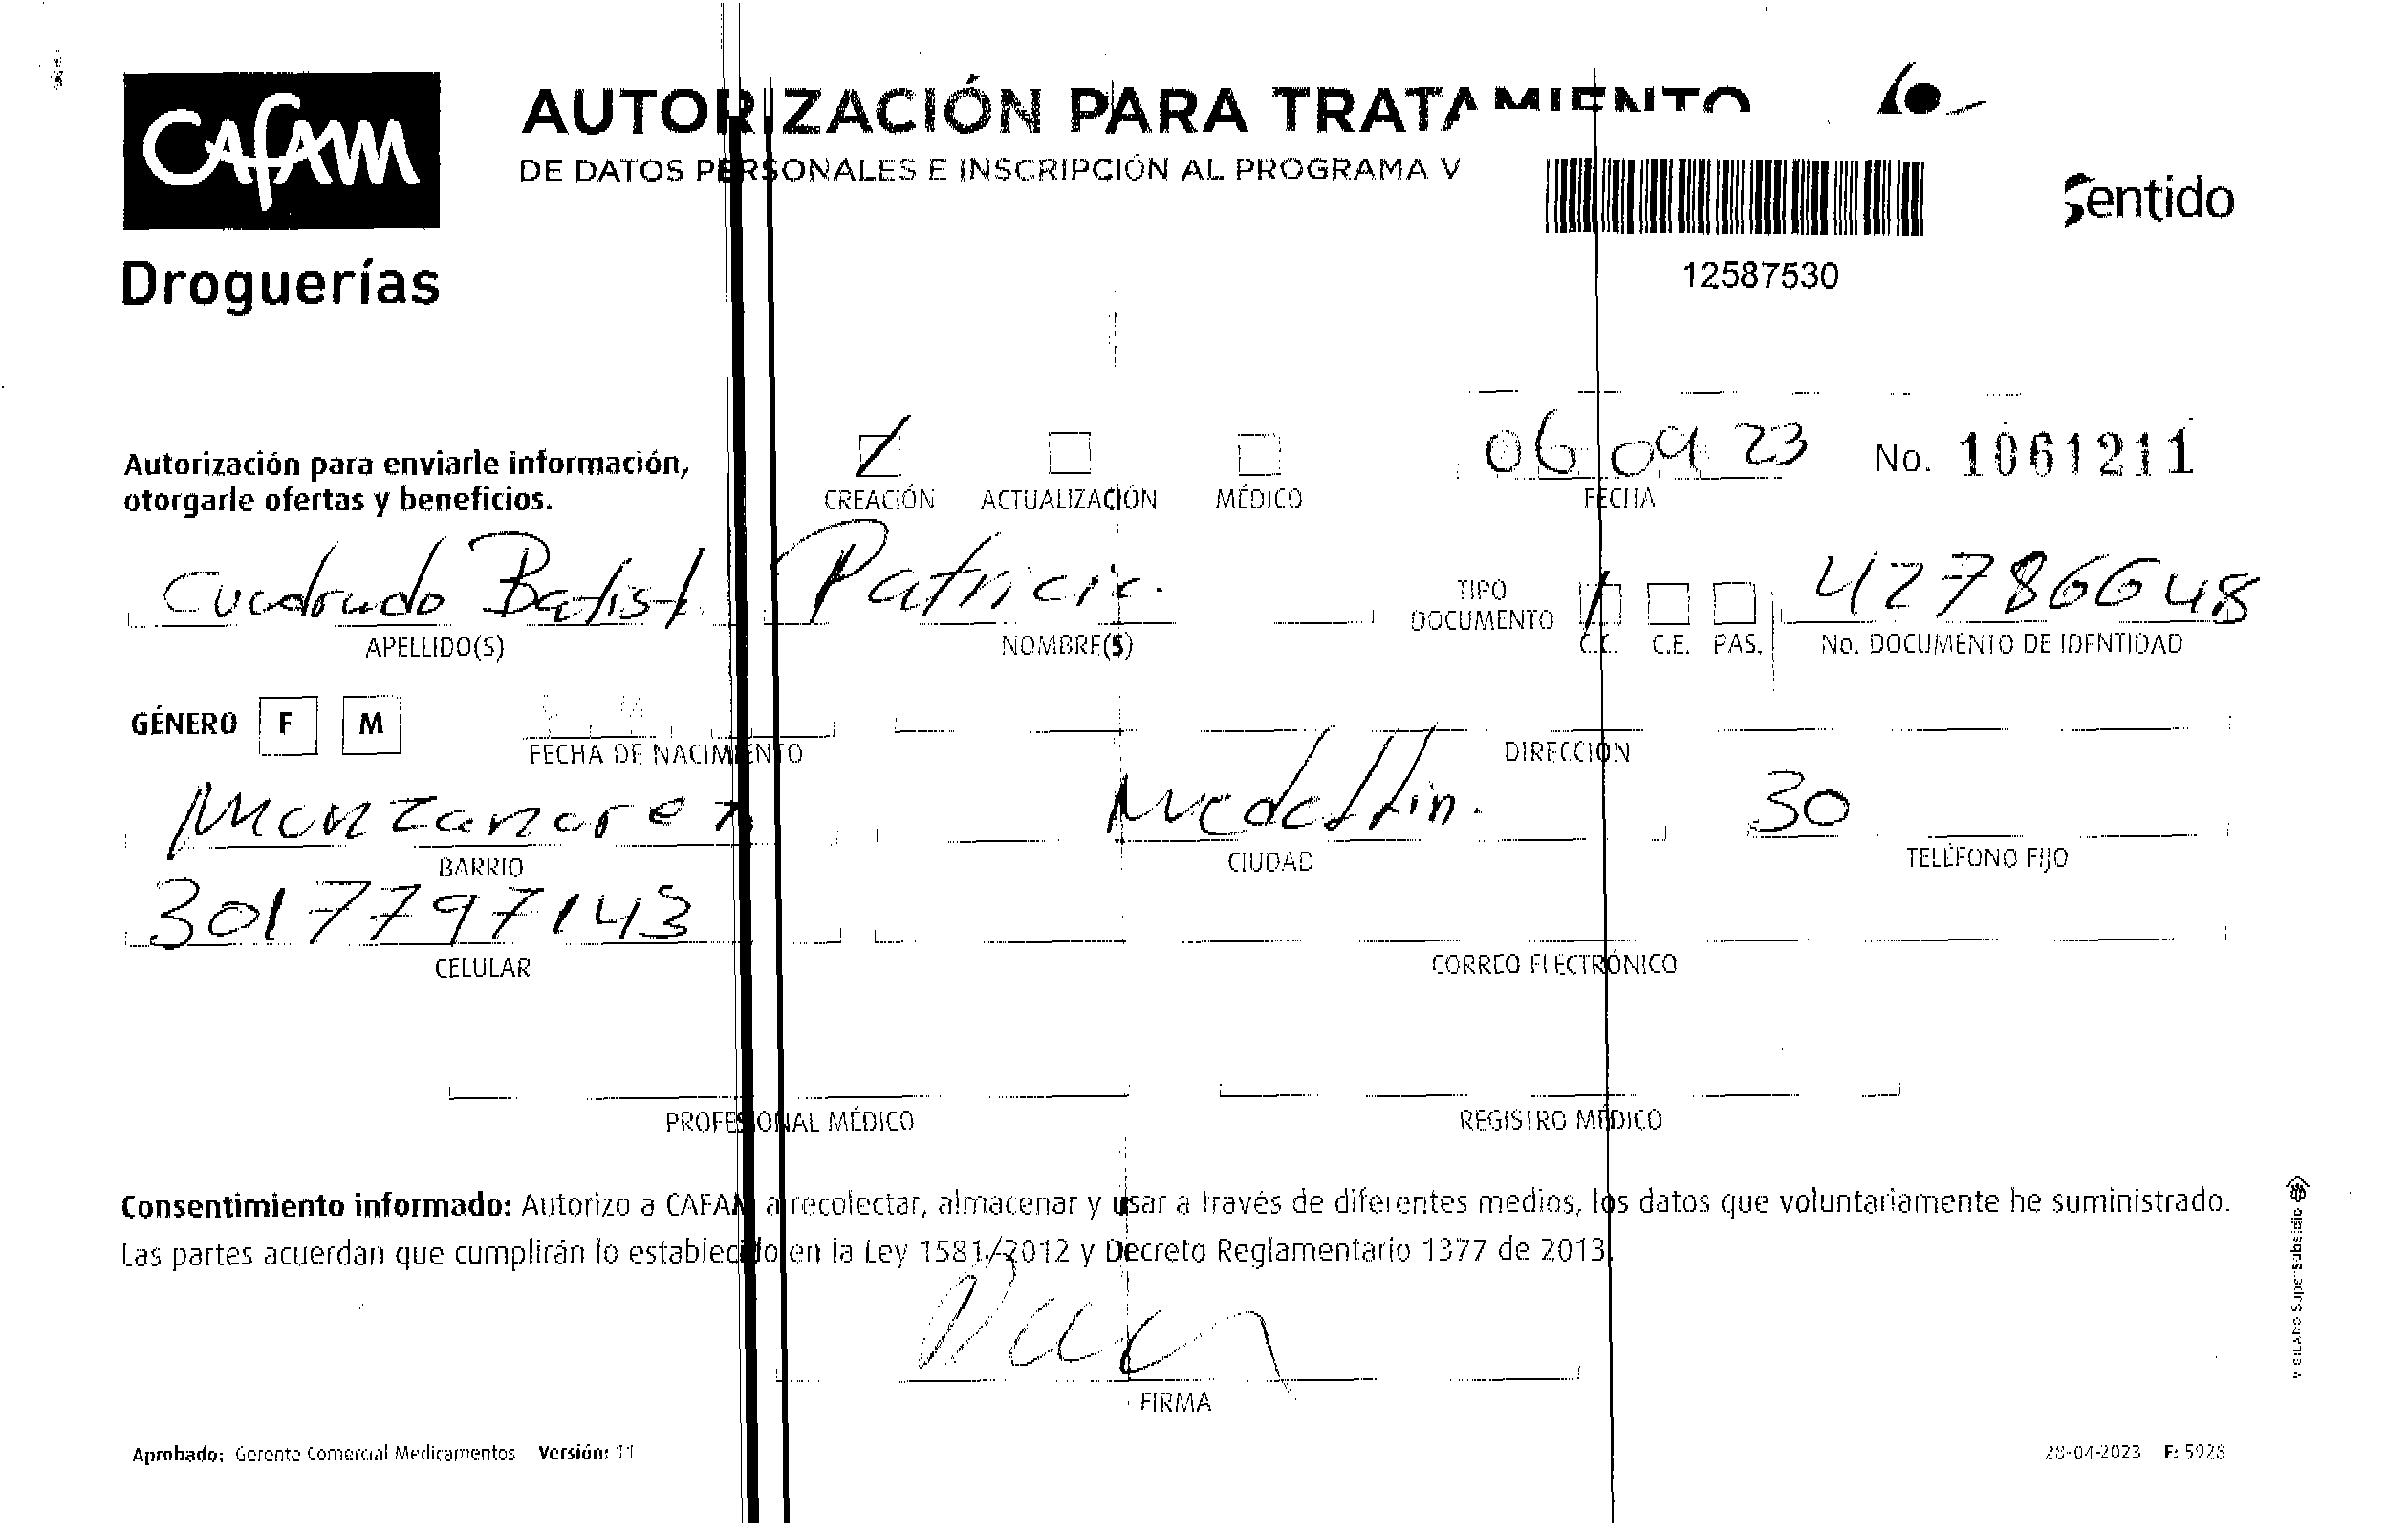 CAFAM
Droguerías
AUTORIZACIÓN PARA TRATAMIENTO
DE DATOS PERSONALES E INSCRIPCIÓN AL PROGRAMA V
Sentido
12587530
Autorización para enviarle información,
otorgarle ofertas y beneficios.
CREACIÓN ACTUALIZACIÓN MÉDICO
06 09 23
FECHA
No. 1061211
Cuadrado Batist Patricia.
APELLIDO(S) NOMBRE(S)
TIPO
DOCUMENTO
C.C. C.E. PAS.
42786648
No. DOCUMENTO DE IDENTIDAD
GÉNERO F M
FECHA DE NACIMIENTO DIRECCIÓN
Manzanares Medellin. 30
BARRIO CIUDAD TELÉFONO FIJO
3017797143
CELULAR CORREO ELECTRÓNICO
PROFESIONAL MÉDICO REGISTRO MÉDICO
Consentimiento informado: Autorizo a CAFAM a recolectar, almacenar y usar a través de diferentes medios, los datos que voluntariamente he suministrado.
Las partes acuerdan que cumplirán lo establecido en la Ley 1581/2012 y Decreto Reglamentario 1377 de 2013.
FIRMA
Aprobado: Gerente Comercial Medicamentos Versión: 11
28-04-2023 F: 5928